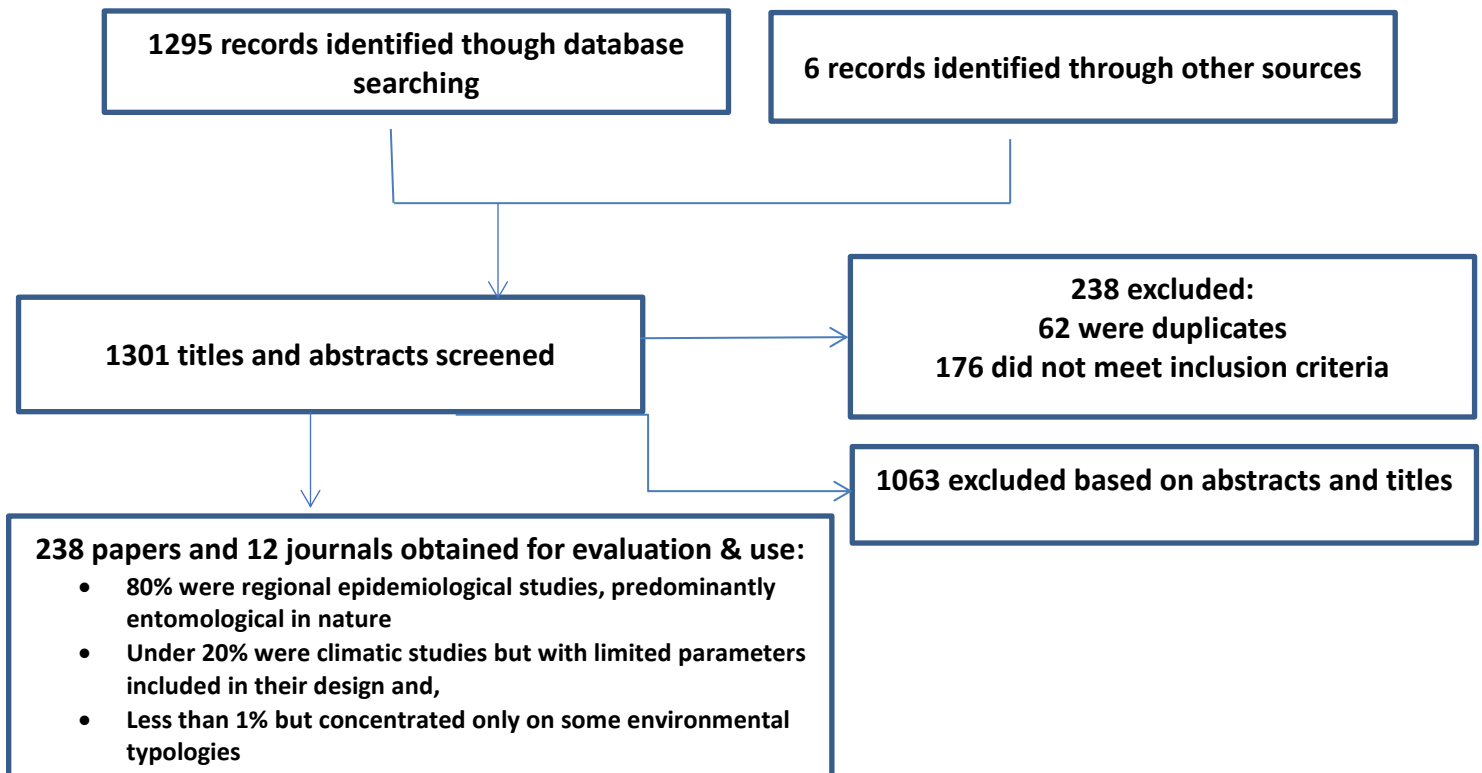 1295 records identified though database
searching
6 records identified through other sources
1301 titles and abstracts screened
238 excluded:
62 were duplicates
176 did not meet inclusion criteria
1063 excluded based on abstracts and titles
238 papers and 12 journals obtained for evaluation & use:
• 80% were regional epidemiological studies, predominantly
entomological in nature
• Under 20% were climatic studies but with limited parameters
included in their design and,
• Less than 1% but concentrated only on some environmental
typologies